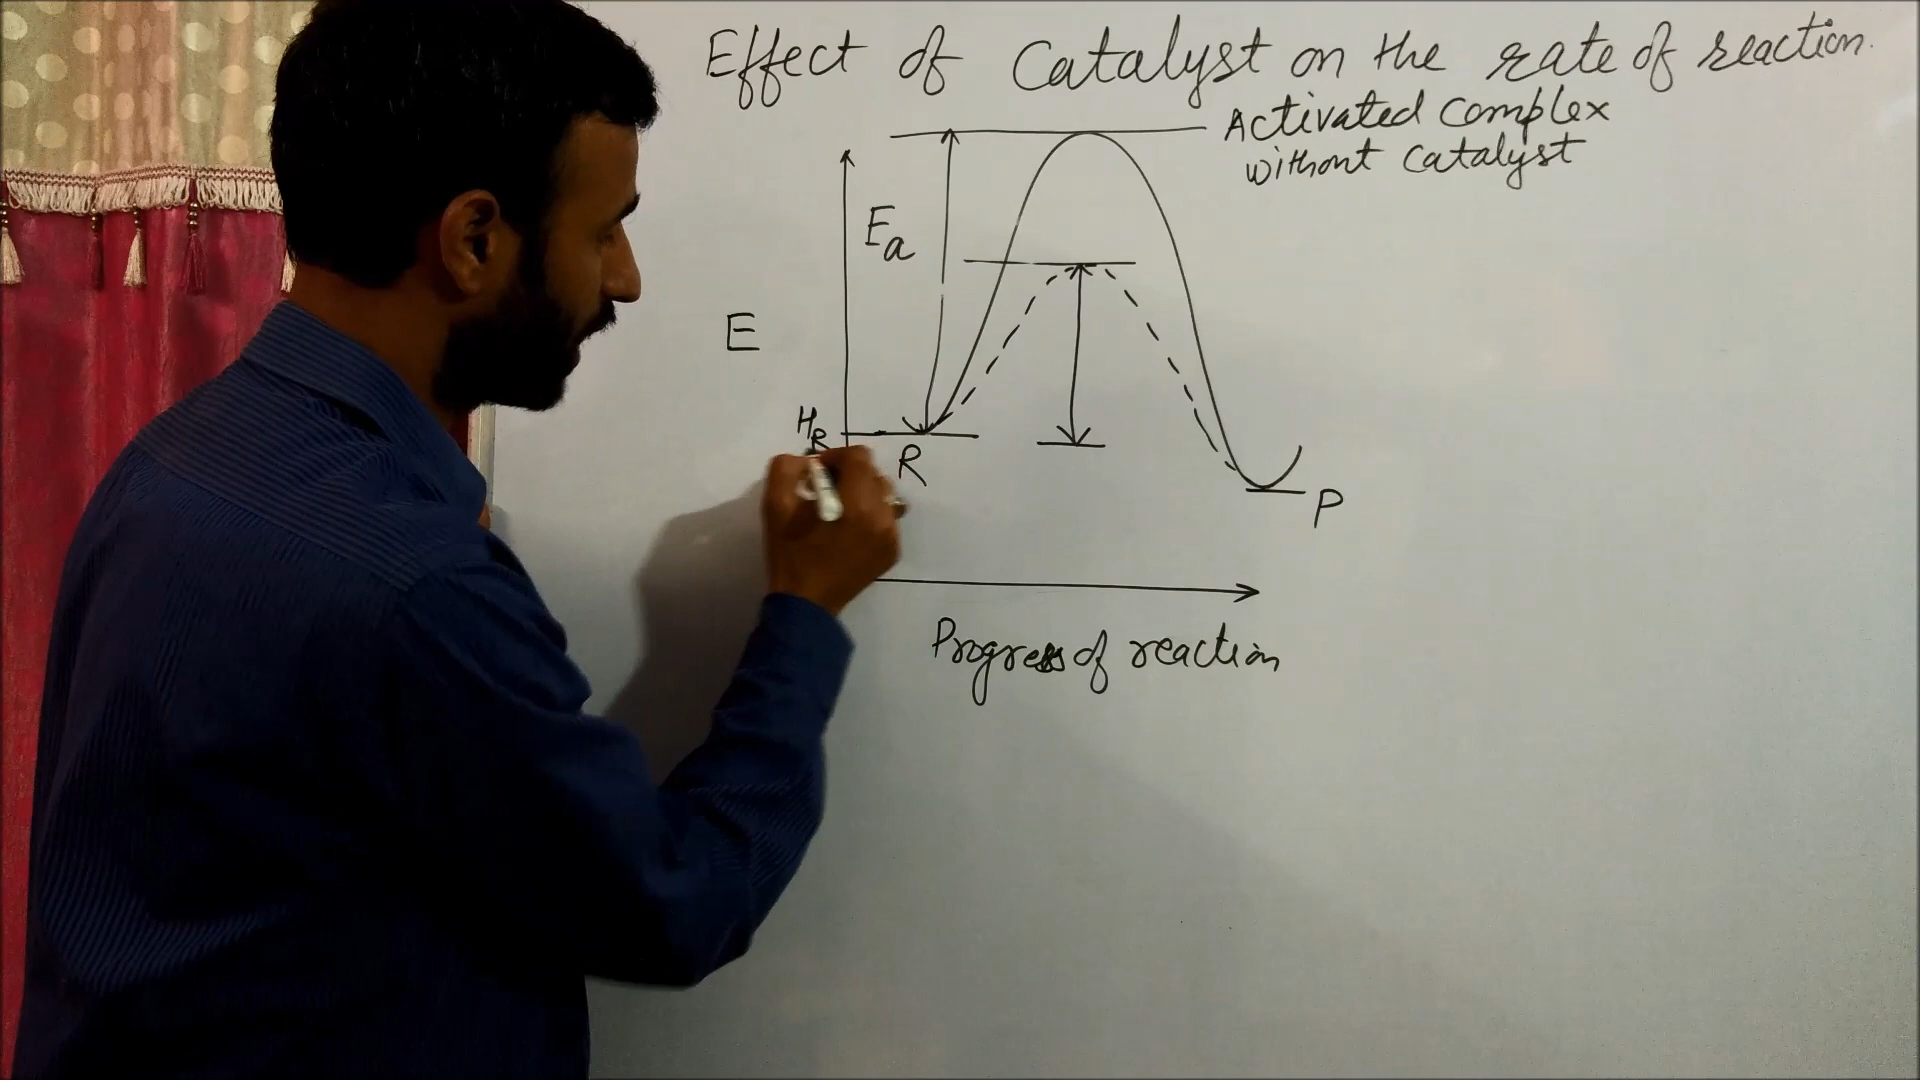 Effect of Catalyst on the rate of reaction.
Activated Complex
without Catalyst
Ea
E
HR
R
P
Progress of reaction